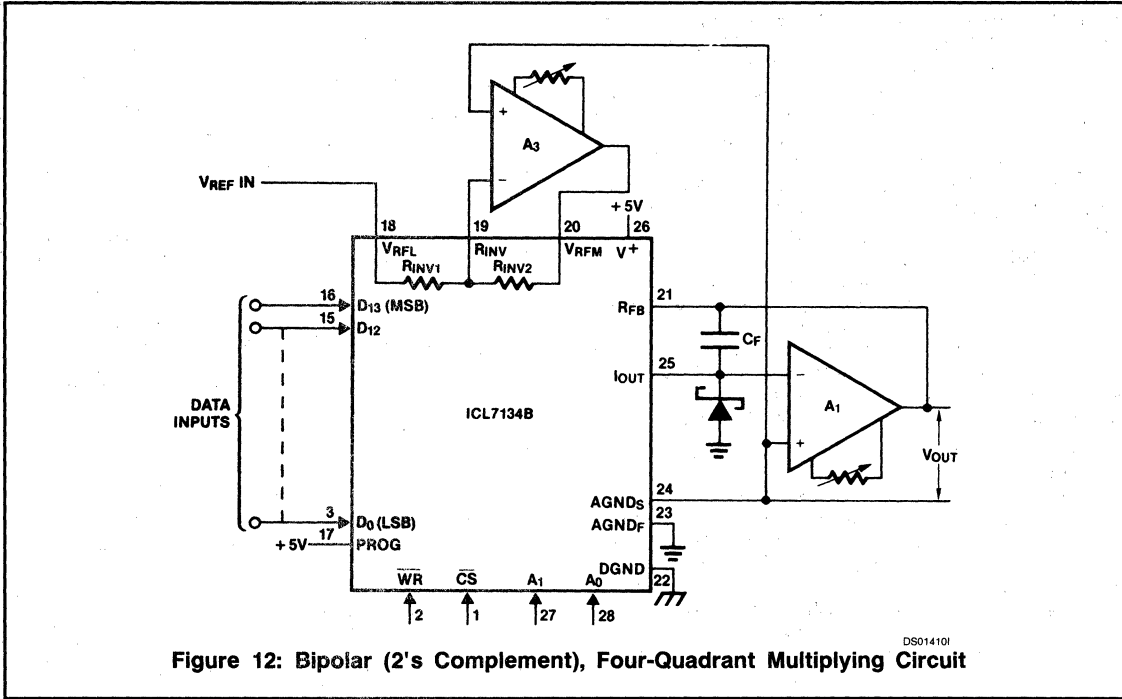 A3
+
−
VREF IN
+5V
18
19
20
26
VRFL
RINV
VRFM
V+
RINV1
RINV2
16
D13 (MSB)
15
D12
RFB
21
CF
IOUT
25
DATA
INPUTS
ICL7134B
−
A1
+
VOUT
AGNDS
24
AGNDF
23
3
D0 (LSB)
+5V
17
PROG
DGND
22
WR
CS
A1
A0
2
1
27
28
DS01410I
Figure 12: Bipolar (2's Complement), Four-Quadrant Multiplying Circuit